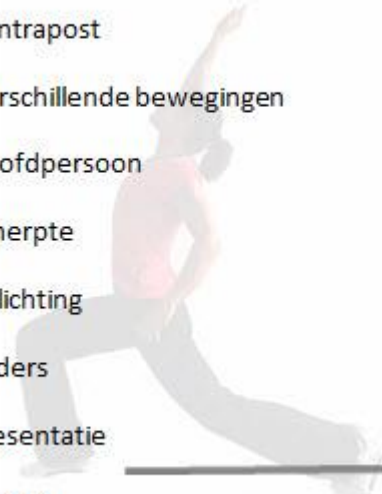 ntrapost
rschillende bewegingen
ofdpersoon
herpte
lichting
ders
esentatie